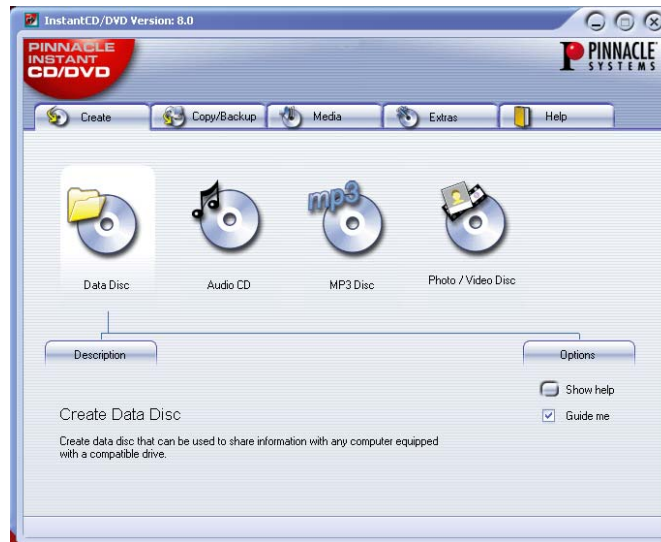 InstantCD/DVD Version: 8.0
PINNACLE
INSTANT
CD/DVD
PINNACLE
SYSTEMS
Create
Copy/Backup
Media
Extras
Help
mp3
Data Disc
Audio CD
MP3 Disc
Photo / Video Disc
Description
Options
Show help
Guide me
Create Data Disc
Create data disc that can be used to share information with any computer equipped
with a compatible drive.